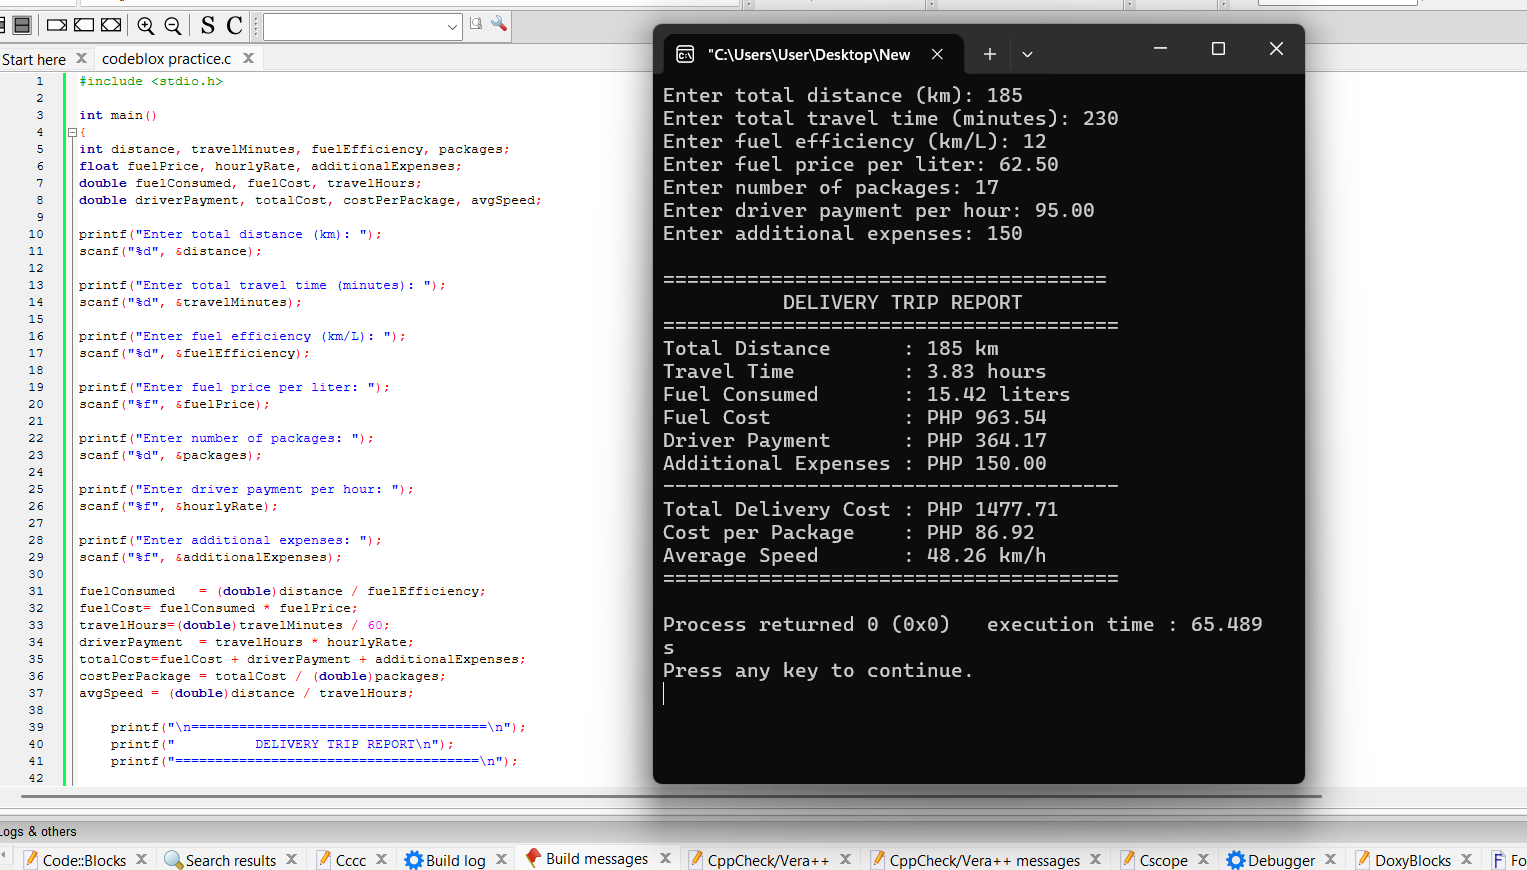 S C
Start here X codeblox practice.c X
1 #include <stdio.h>
2
3 int main()
4 {
5 int distance, travelMinutes, fuelEfficiency, packages;
6 float fuelPrice, hourlyRate, additionalExpenses;
7 double fuelConsumed, fuelCost, travelHours;
8 double driverPayment, totalCost, costPerPackage, avgSpeed;
9
10 printf("Enter total distance (km): ");
11 scanf("%d", &distance);
12
13 printf("Enter total travel time (minutes): ");
14 scanf("%d", &travelMinutes);
15
16 printf("Enter fuel efficiency (km/L): ");
17 scanf("%d", &fuelEfficiency);
18
19 printf("Enter fuel price per liter: ");
20 scanf("%f", &fuelPrice);
21
22 printf("Enter number of packages: ");
23 scanf("%d", &packages);
24
25 printf("Enter driver payment per hour: ");
26 scanf("%f", &hourlyRate);
27
28 printf("Enter additional expenses: ");
29 scanf("%f", &additionalExpenses);
30
31 fuelConsumed   = (double)distance / fuelEfficiency;
32 fuelCost= fuelConsumed * fuelPrice;
33 travelHours=(double)travelMinutes / 60;
34 driverPayment  = travelHours * hourlyRate;
35 totalCost=fuelCost + driverPayment + additionalExpenses;
36 costPerPackage = totalCost / (double)packages;
37 avgSpeed = (double)distance / travelHours;
38
39     printf("\n=====================================\n");
40     printf("          DELIVERY TRIP REPORT\n");
41     printf("======================================\n");
42
"C:\Users\User\Desktop\New
Enter total distance (km): 185
Enter total travel time (minutes): 230
Enter fuel efficiency (km/L): 12
Enter fuel price per liter: 62.50
Enter number of packages: 17
Enter driver payment per hour: 95.00
Enter additional expenses: 150
=====================================
          DELIVERY TRIP REPORT
======================================
Total Distance      : 185 km
Travel Time         : 3.83 hours
Fuel Consumed       : 15.42 liters
Fuel Cost           : PHP 963.54
Driver Payment      : PHP 364.17
Additional Expenses : PHP 150.00
--------------------------------------
Total Delivery Cost : PHP 1477.71
Cost per Package    : PHP 86.92
Average Speed       : 48.26 km/h
======================================
Process returned 0 (0x0)   execution time : 65.489
s
Press any key to continue.
Logs & others
Code::Blocks X Search results X Cccc X Build log X Build messages X CppCheck/Vera++ X CppCheck/Vera++ messages X Cscope X Debugger X DoxyBlocks X F Fo